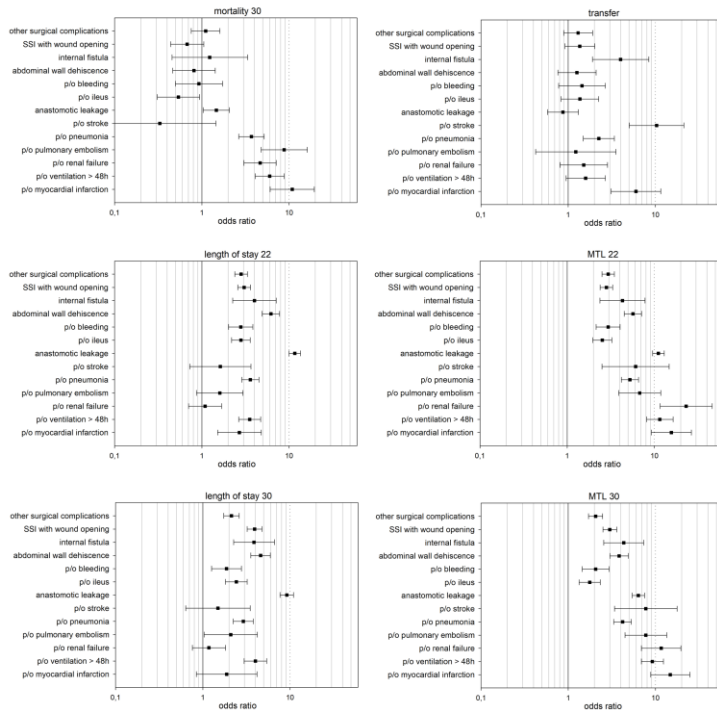 mortality 30
other surgical complications
SSI with wound opening
internal fistula
abdominal wall dehiscence
p/o bleeding
p/o ileus
anastomotic leakage
p/o stroke
p/o pneumonia
p/o pulmonary embolism
p/o renal failure
p/o ventilation > 48h
p/o myocardial infarction
0,1 1 10
odds ratio
transfer
other surgical complications
SSI with wound opening
internal fistula
abdominal wall dehiscence
p/o bleeding
p/o ileus
anastomotic leakage
p/o stroke
p/o pneumonia
p/o pulmonary embolism
p/o renal failure
p/o ventilation > 48h
p/o myocardial infarction
0,1 1 10
odds ratio
length of stay 22
other surgical complications
SSI with wound opening
internal fistula
abdominal wall dehiscence
p/o bleeding
p/o ileus
anastomotic leakage
p/o stroke
p/o pneumonia
p/o pulmonary embolism
p/o renal failure
p/o ventilation > 48h
p/o myocardial infarction
0,1 1 10
odds ratio
MTL 22
other surgical complications
SSI with wound opening
internal fistula
abdominal wall dehiscence
p/o bleeding
p/o ileus
anastomotic leakage
p/o stroke
p/o pneumonia
p/o pulmonary embolism
p/o renal failure
p/o ventilation > 48h
p/o myocardial infarction
0,1 1 10
odds ratio
length of stay 30
other surgical complications
SSI with wound opening
internal fistula
abdominal wall dehiscence
p/o bleeding
p/o ileus
anastomotic leakage
p/o stroke
p/o pneumonia
p/o pulmonary embolism
p/o renal failure
p/o ventilation > 48h
p/o myocardial infarction
0,1 1 10
odds ratio
MTL 30
other surgical complications
SSI with wound opening
internal fistula
abdominal wall dehiscence
p/o bleeding
p/o ileus
anastomotic leakage
p/o stroke
p/o pneumonia
p/o pulmonary embolism
p/o renal failure
p/o ventilation > 48h
p/o myocardial infarction
0,1 1 10
odds ratio